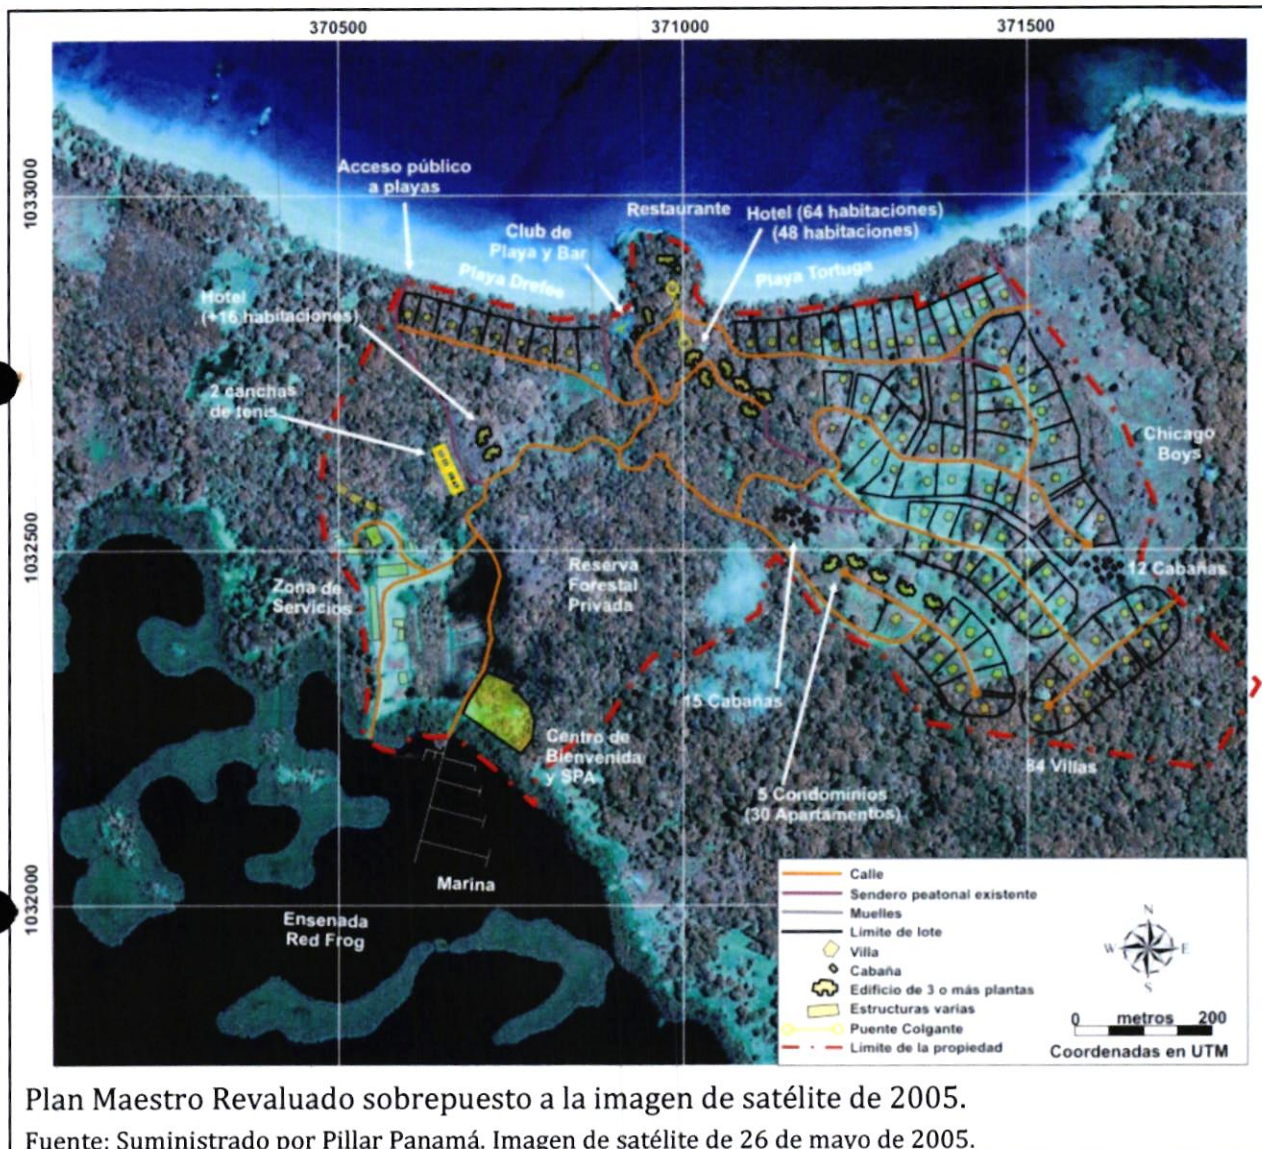 370500 371000 371500
1033000
1032500
1032000
Acceso público
a playas
Restaurante
Hotel (64 habitaciones)
(48 habitaciones)
Club de
Playa y Bar
Playa Drefee
Playa Tortuga
Hotel
(+16 habitaciones)
2 canchas
de tenis
Chicago
Boys
Reserva
Forestal
Privada
Zona de
Servicios
12 Cabañas
15 Cabañas
Centro de
Bienvenida
y SPA
84 Villas
5 Condominios
(30 Apartamentos)
Marina
Ensenada
Red Frog
Calle
Sendero peatonal existente
Muelles
Límite de lote
Villa
Cabaña
Edificio de 3 o más plantas
Estructuras varias
Puente Colgante
Límite de la propiedad
N
W E
S
0 metros 200
Coordenadas en UTM
Plan Maestro Revaluado sobrepuesto a la imagen de satélite de 2005.
Fuente: Suministrado por Pillar Panamá. Imagen de satélite de 26 de mayo de 2005.